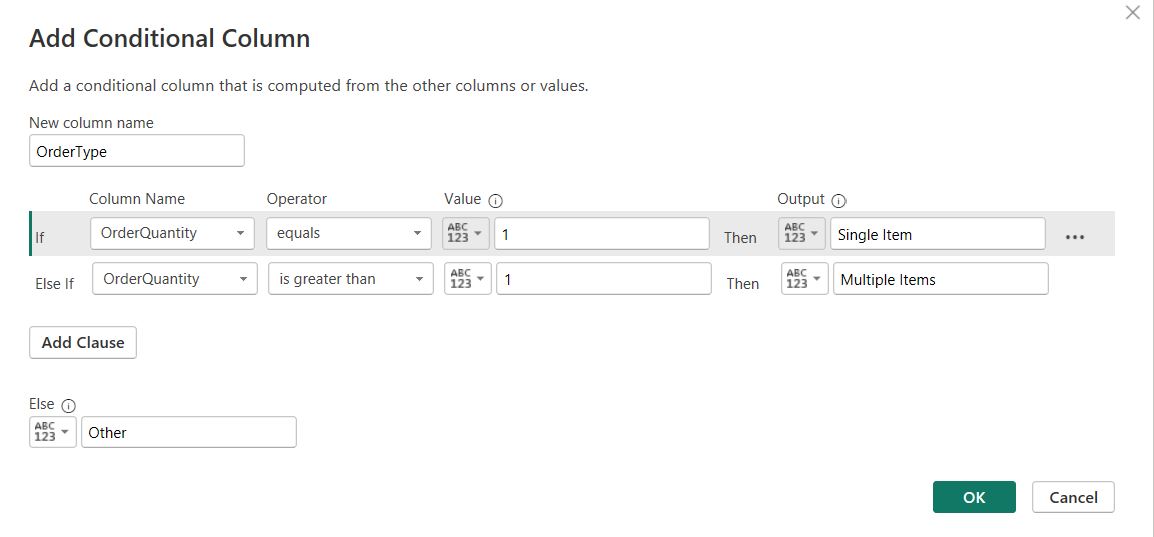 Add Conditional Column
Add a conditional column that is computed from the other columns or values.
New column name
OrderType
Column Name Operator Value Output
If OrderQuantity equals ABC 123 1 Then ABC 123 Single Item ...
Else If OrderQuantity is greater than ABC 123 1 Then ABC 123 Multiple Items
Add Clause
Else
ABC 123 Other
OK Cancel